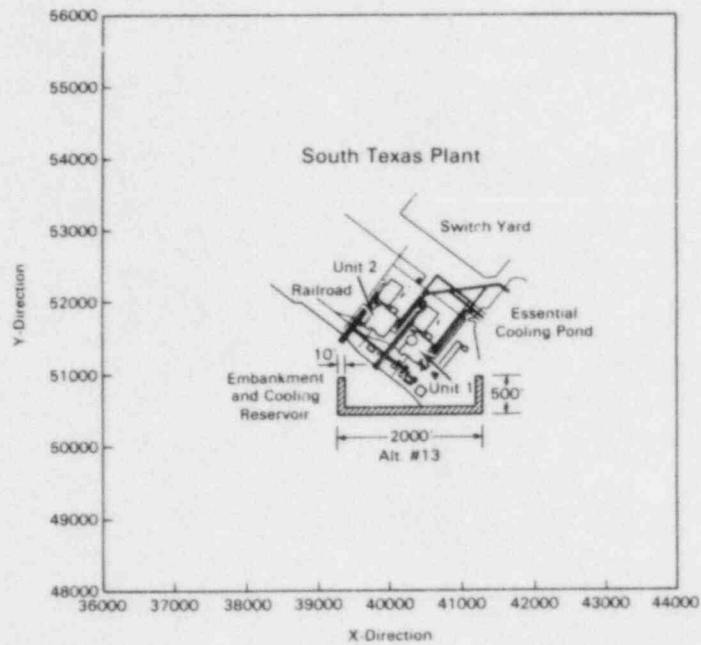 56000
55000
54000
South Texas Plant
53000
Switch Yard
Y-Direction
52000
Unit 2
Railroad
Essential
Cooling Pond
10'
51000
Embankment
and Cooling
Reservoir
Unit 1
500'
50000
2000'
Alt. #13
49000
48000
36000 37000 38000 39000 40000 41000 42000 43000 44000
X-Direction